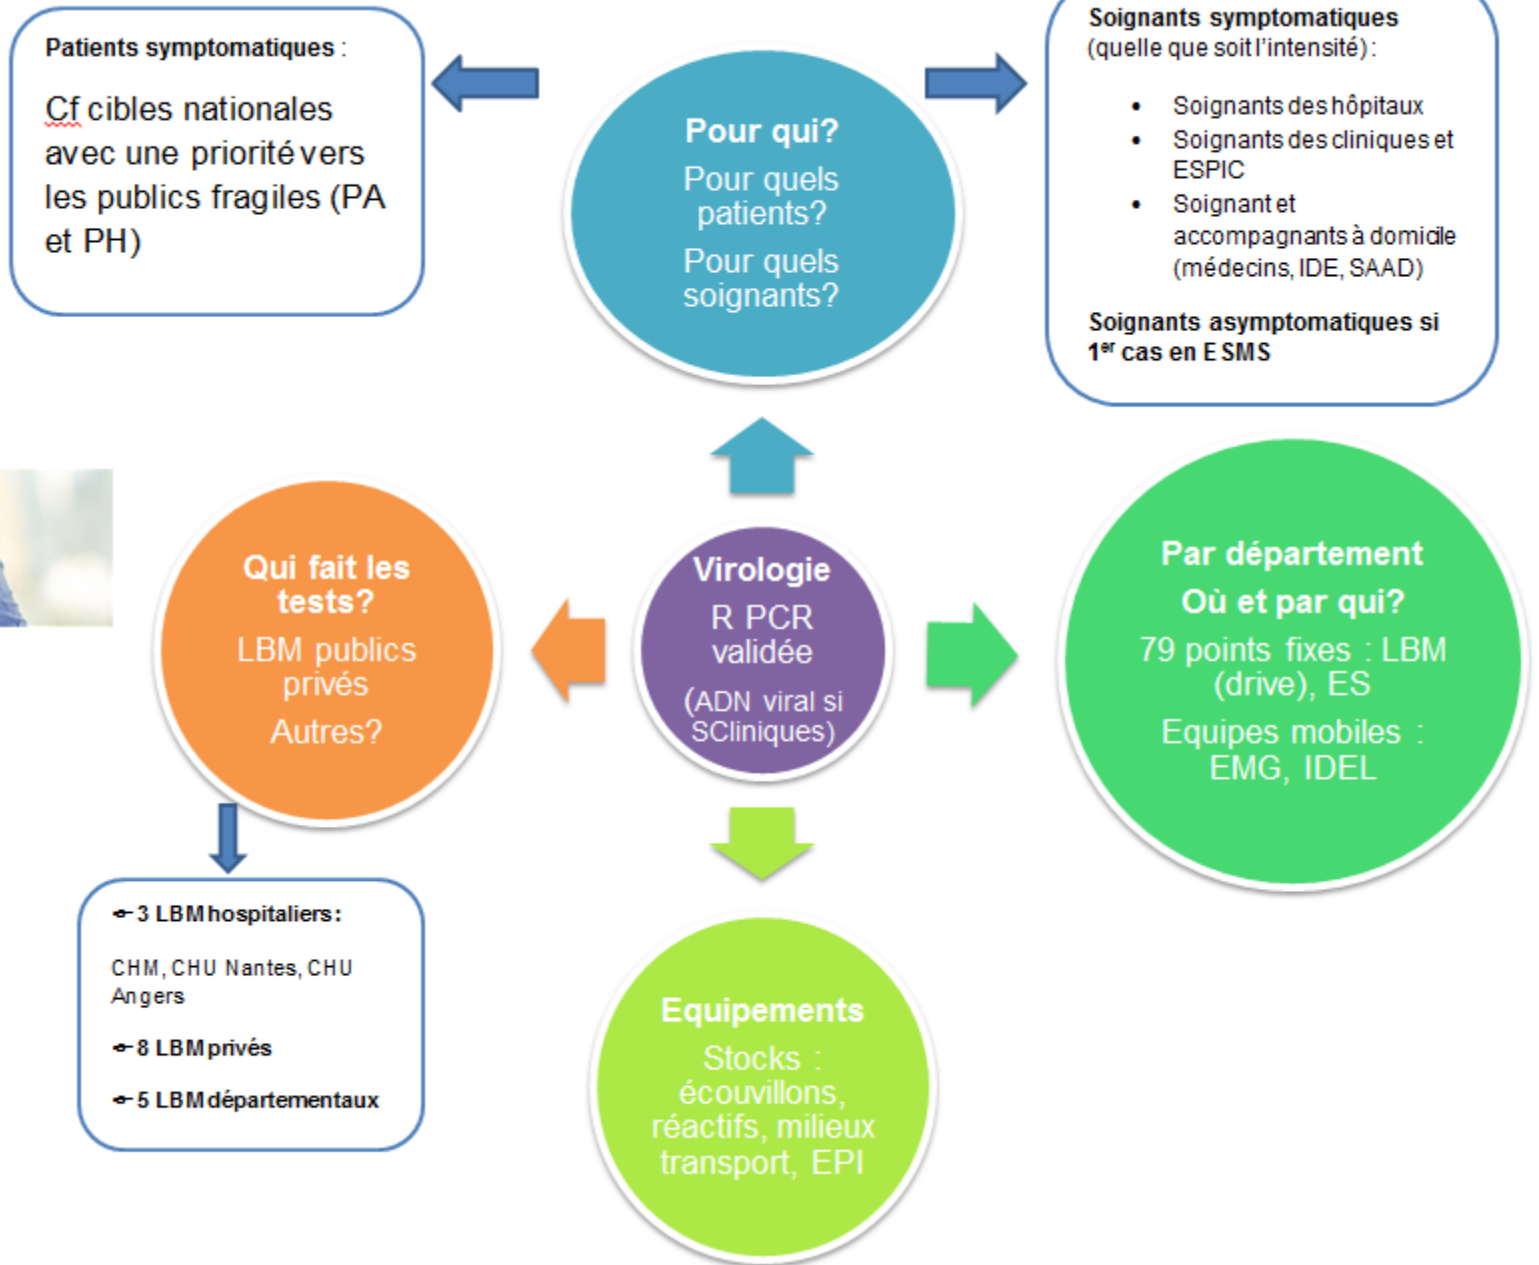 Patients symptomatiques :
Cf cibles nationales
avec une priorité vers
les publics fragiles (PA
et PH)
Pour qui?
Pour quels
patients?
Pour quels
soignants?
Soignants symptomatiques
(quelle que soit l'intensité) :
• Soignants des hôpitaux
• Soignants des cliniques et
ESPIC
• Soignant et
accompagnants à domicile
(médecins, IDE, SAAD)
Soignants asymptomatiques si
1er cas en ESMS
Qui fait les
tests?
LBM publics
privés
Autres?
Virologie
R PCR
validée
(ADN viral si
SCliniques)
Par département
Où et par qui?
79 points fixes : LBM
(drive), ES
Equipes mobiles :
EMG, IDEL
3 LBM hospitaliers :
CHM, CHU Nantes, CHU
Angers
8 LBM privés
5 LBM départementaux
Equipements
Stocks :
écouvillons,
réactifs, milieux
transport, EPI